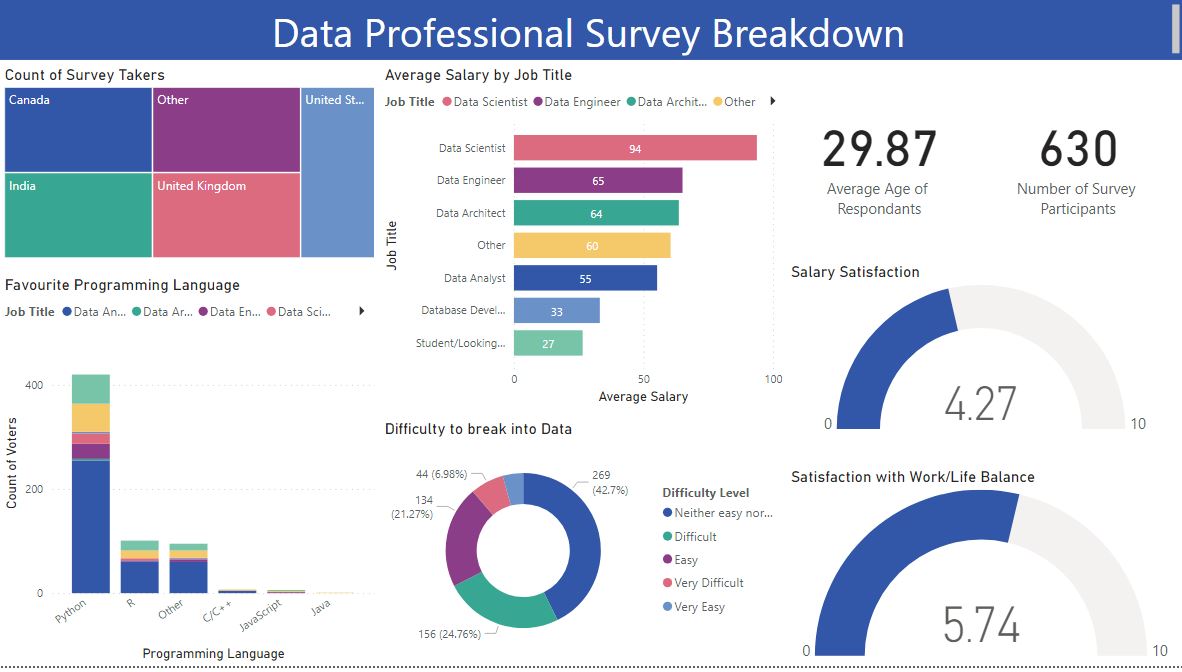 Data Professional Survey Breakdown
Count of Survey Takers
Canada
Other
United St...
India
United Kingdom
Average Salary by Job Title
Job Title Data Scientist Data Engineer Data Archit... Other
Job Title
Data Scientist 94
Data Engineer 65
Data Architect 64
Other 60
Data Analyst 55
Database Devel... 33
Student/Looking... 27
0 50 100
Average Salary
29.87
Average Age of
Respondants
630
Number of Survey
Participants
Favourite Programming Language
Job Title Data An... Data Ar... Data En... Data Sci...
Count of Voters
400
200
0
Python R Other C/C++ JavaScript Java
Programming Language
Difficulty to break into Data
44 (6.98%)
269
(42.7%)
134
(21.27%)
156 (24.76%)
Difficulty Level
Neither easy nor...
Difficult
Easy
Very Difficult
Very Easy
Salary Satisfaction
4.27
0 10
Satisfaction with Work/Life Balance
5.74
0 10